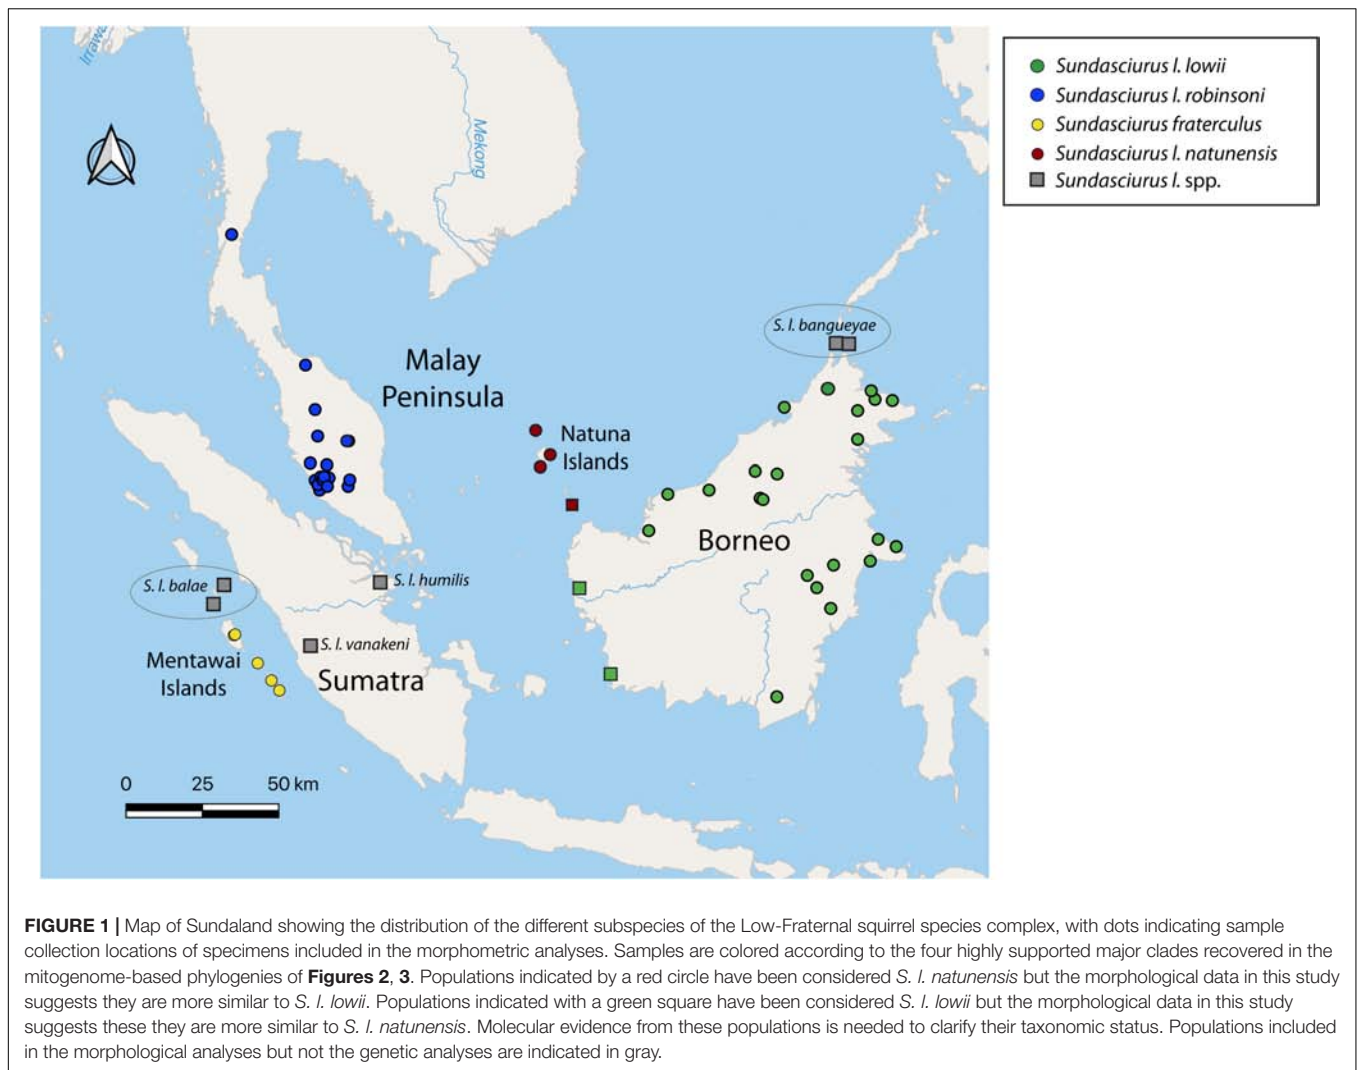 Irrawa
Mekong
Sundasciurus l. lowii
Sundasciurus l. robinsoni
Sundasciurus fraterculus
Sundasciurus l. natunensis
Sundasciurus l. spp.
S. l. bangueyae
Malay
Peninsula
Natuna
Islands
Borneo
S. l. balae
S. l. humilis
S. l. vanakeni
Mentawai
Islands
Sumatra
0 25 50 km
FIGURE 1 | Map of Sundaland showing the distribution of the different subspecies of the Low-Fraternal squirrel species complex, with dots indicating sample
collection locations of specimens included in the morphometric analyses. Samples are colored according to the four highly supported major clades recovered in the
mitogenome-based phylogenies of Figures 2, 3. Populations indicated by a red circle have been considered S. l. natunensis but the morphological data in this study
suggests they are more similar to S. l. lowii. Populations indicated with a green square have been considered S. l. lowii but the morphological data in this study
suggests these they are more similar to S. l. natunensis. Molecular evidence from these populations is needed to clarify their taxonomic status. Populations included
in the morphological analyses but not the genetic analyses are indicated in gray.